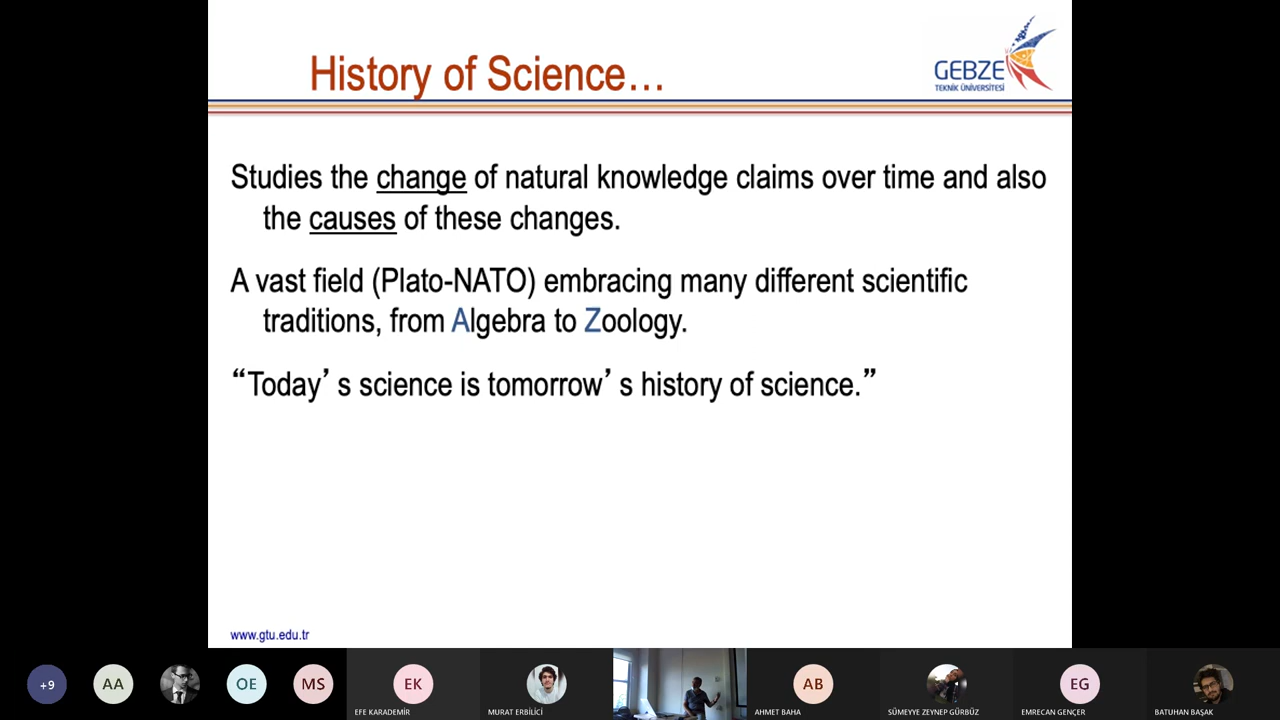 History of Science…
GEBZE
TEKNİK ÜNİVERSİTESİ
Studies the change of natural knowledge claims over time and also
the causes of these changes.
A vast field (Plato-NATO) embracing many different scientific
traditions, from Algebra to Zoology.
“Today’s science is tomorrow’s history of science.”
www.gtu.edu.tr
+9
AA
OE
MS
EK
EFE KARADEMİR
MURAT ERBİLİCİ
AB
AHMET BAHA
SÜMEYYE ZEYNEP GÜRBÜZ
EG
EMRECAN GENÇER
BATUHAN BAŞAK